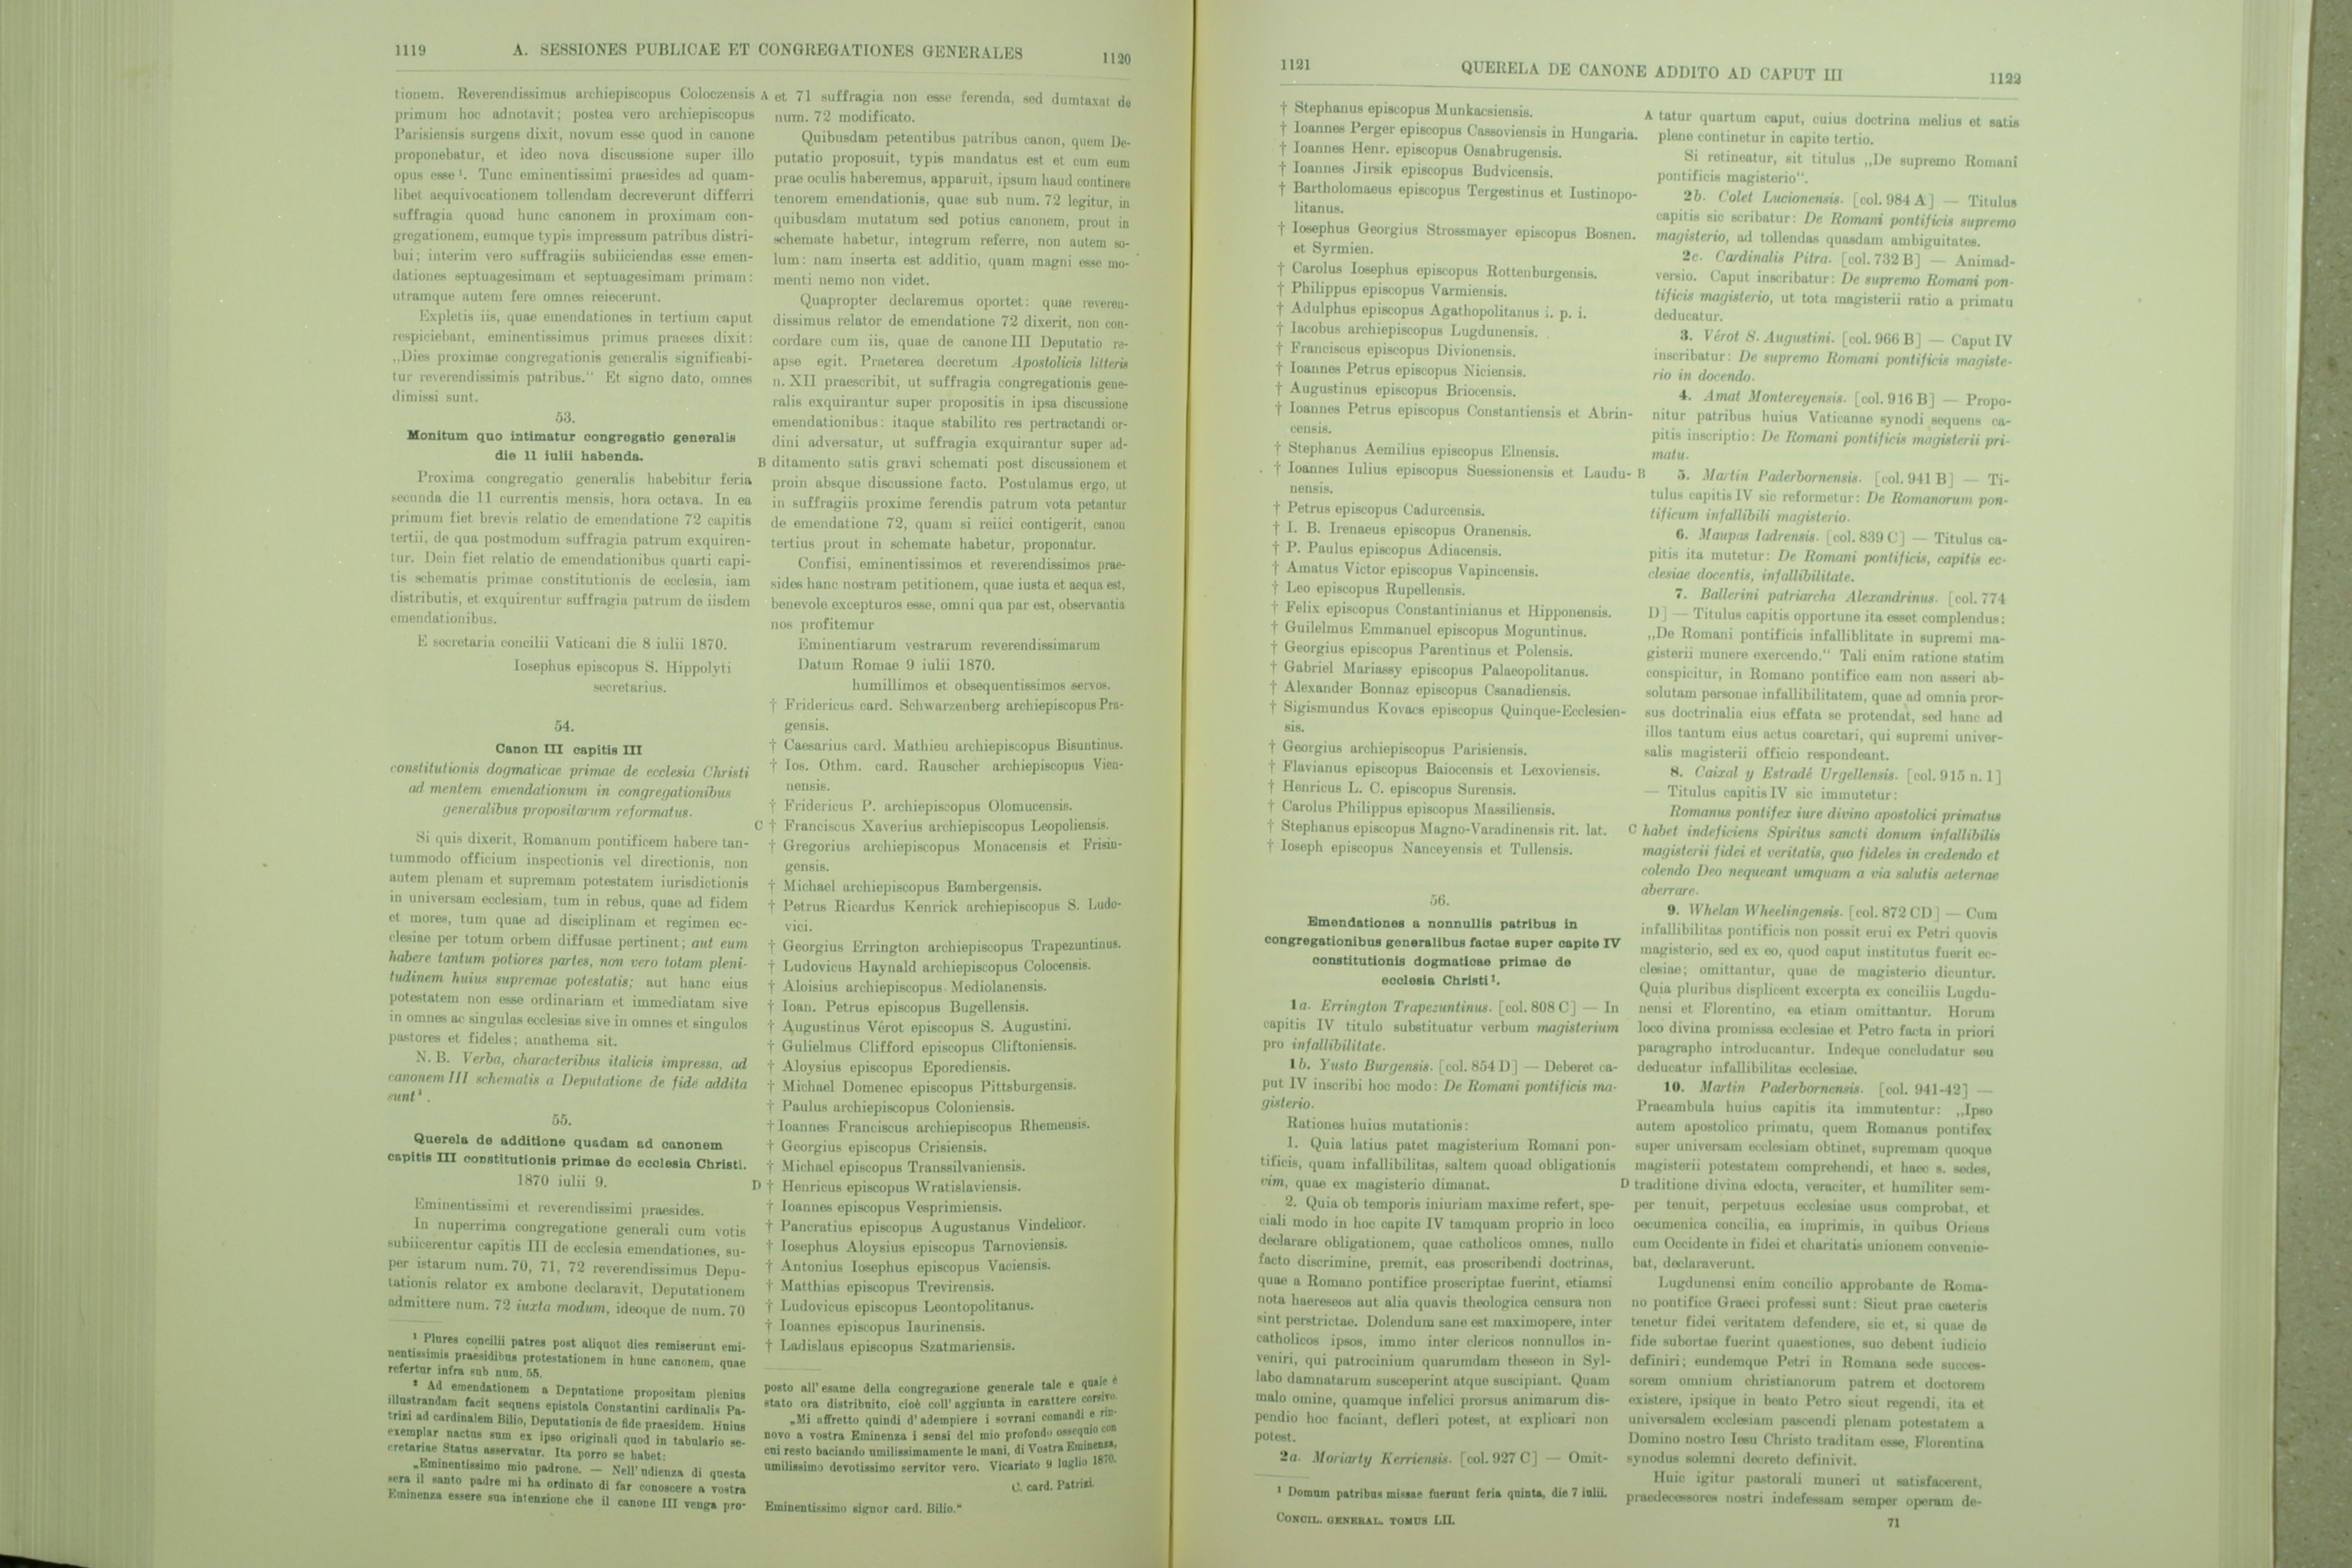 1119 A. SESSIONES PUBLICAE ET CONGREGATIONES GENERALES 1120
tionem. Reverendissimus archiepiscopus Coloczensis
primum hoc adnotavit; postea vero archiepiscopus
Parisiensis surgens dixit, novum esse quod in canone
proponebatur, et ideo nova discussione super illo
opus esse¹. Tunc eminentissimi praesides ad quam-
libet aequivocationem tollendam decreverunt differri
suffragia quoad hunc canonem in proximam con-
gregationem, eumque typis impressum patribus distri-
bui; interim vero suffragiis subiiciendas esse emen-
dationes septuagesimam et septuagesimam primam:
utramque autem fere omnes reiecerunt.
Expletis iis, quae emendationes in tertium caput
respiciebant, eminentissimus primus praeses dixit:
„Dies proximae congregationis generalis significabi-
tur reverendissimis patribus.“ Et signo dato, omnes
dimissi sunt.
53.
Monitum quo intimatur congregatio generalis
die 11 iulii habenda.
Proxima congregatio generalis habebitur feria
secunda die 11 currentis mensis, hora octava. In ea
primum fiet brevis relatio de emendatione 72 capitis
tertii, de qua postmodum suffragia patrum exquiren-
tur. Dein fiet relatio de emendationibus quarti capi-
tis schematis primae constitutionis de ecclesia, iam
distributis, et exquirentur suffragia patrum de iisdem
emendationibus.
E secretaria concilii Vaticani die 8 iulii 1870.
Iosephus episcopus S. Hippolyti
secretarius.
54.
Canon III capitis III
constitutionis dogmaticae primae de ecclesia Christi
ad mentem emendationum in congregationibus
generalibus propositarum reformatus.
Si quis dixerit, Romanum pontificem habere tan-
tummodo officium inspectionis vel directionis, non
autem plenam et supremam potestatem iurisdictionis
in universam ecclesiam, tum in rebus, quae ad fidem
et mores, tum quae ad disciplinam et regimen ec-
clesiae per totum orbem diffusae pertinent; aut eum
habere tantum potiores partes, non vero totam pleni-
tudinem huius supremae potestatis; aut hanc eius
potestatem non esse ordinariam et immediatam sive
in omnes ac singulas ecclesias sive in omnes et singulos
pastores et fideles; anathema sit.
N. B. Verba, characteribus italicis impressa, ad
canonem III schematis a Deputatione de fide addita
sunt².
55.
Querela de additione quadam ad canonem
capitis III constitutionis primae de ecclesia Christi.
1870 iulii 9.
Eminentissimi et reverendissimi praesides.
In nuperrima congregatione generali cum votis
subiicerentur capitis III de ecclesia emendationes, su-
per istarum num. 70, 71, 72 reverendissimus Depu-
tationis relator ex ambone declaravit, Deputationem
admittere num. 72 iuxta modum, ideoque de num. 70
¹ Plures concilii patres post aliquot dies remiserunt emi-
nentissimis praesidibus protestationem in hunc canonem, quae
refertur infra sub num. 55.
² Ad emendationem a Deputatione propositam plenius
illustrandam facit sequens epistola Constantini cardinalis Pa-
trizi ad cardinalem Bilio, Deputationis de fide praesidem. Huius
exemplar nactus sum ex ipso originali quod in tabulario se-
cretariae Status asservatur. Ita porro se habet:
„Eminentissimo mio padrone. — Nell' udienza di questa
sera il santo padre mi ha ordinato di far conoscere a vostra
Eminenza essere sua intenzione che il canone III venga pro-
A et 71 suffragia non esse ferenda, sed dumtaxat de
num. 72 modificato.
Quibusdam petentibus patribus canon, quem De-
putatio proposuit, typis mandatus est et cum eum
prae oculis haberemus, apparuit, ipsum haud continere
tenorem emendationis, quae sub num. 72 legitur, in
quibusdam mutatum sed potius canonem, prout in
schemate habetur, integrum referre, non autem so-
lum: nam inserta est additio, quam magni esse mo-
menti nemo non videt.
Quapropter declaremus oportet: quae reveren-
dissimus relator de emendatione 72 dixerit, non con-
cordare cum iis, quae de canone III Deputatio re-
apse egit. Praeterea decretum Apostolicis litteris
n. XII praescribit, ut suffragia congregationis gene-
ralis exquirantur super propositis in ipsa discussione
emendationibus: itaque stabilito res pertractandi or-
dini adversatur, ut suffragia exquirantur super ad-
B ditamento satis gravi schemati post discussionem et
proin absque discussione facto. Postulamus ergo, ut
in suffragiis proxime ferendis patrum vota petantur
de emendatione 72, quam si reiici contigerit, canon
tertius prout in schemate habetur, proponatur.
Confisi, eminentissimos et reverendissimos prae-
sides hanc nostram petitionem, quae iusta et aequa est,
benevole excepturos esse, omni qua par est, observantia
nos profitemur
Eminentiarum vestrarum reverendissimarum
Datum Romae 9 iulii 1870.
humillimos et obsequentissimos servos.
† Fridericus card. Schwarzenberg archiepiscopus Pra-
gensis.
† Caesarius card. Mathieu archiepiscopus Bisuntinus.
† Ios. Othm. card. Rauscher archiepiscopus Vien-
nensis.
† Fridericus P. archiepiscopus Olomucensis.
C † Franciscus Xaverius archiepiscopus Leopoliensis.
† Gregorius archiepiscopus Monacensis et Frisin-
gensis.
† Michael archiepiscopus Bambergensis.
† Petrus Ricardus Kenrick archiepiscopus S. Ludo-
vici.
† Georgius Errington archiepiscopus Trapezuntinus.
† Ludovicus Haynald archiepiscopus Colocensis.
† Aloisius archiepiscopus Mediolanensis.
† Ioan. Petrus episcopus Bugellensis.
† Augustinus Vérot episcopus S. Augustini.
† Gulielmus Clifford episcopus Cliftoniensis.
† Aloysius episcopus Eporediensis.
† Michael Domenec episcopus Pittsburgensis.
† Paulus archiepiscopus Coloniensis.
† Ioannes Franciscus archiepiscopus Rhemensis.
† Georgius episcopus Crisiensis.
† Michael episcopus Transsilvaniensis.
D † Henricus episcopus Wratislaviensis.
† Ioannes episcopus Vesprimiensis.
† Pancratius episcopus Augustanus Vindelicor.
† Iosephus Aloysius episcopus Tarnoviensis.
† Antonius Iosephus episcopus Vaciensis.
† Matthias episcopus Trevirensis.
† Ludovicus episcopus Leontopolitanus.
† Ioannes episcopus Iaurinensis.
† Ladislaus episcopus Szatmariensis.
posto all' esame della congregazione generale tale e quale è
stato ora distribuito, cioè coll' aggiunta in carattere corsivo.
„Mi affretto quindi d' adempiere i sovrani comandi e rin-
novo a vostra Eminenza i sensi del mio profondo ossequio con
cui resto baciando umilissimamente le mani, di Vostra Eminenza,
umilissimo devotissimo servitor vero. Vicariato 9 luglio 1870.
C. card. Patrizi.
Eminentissimo signor card. Bilio.“
1121 QUERELA DE CANONE ADDITO AD CAPUT III 1122
† Stephanus episcopus Munkacsiensis.
† Ioannes Perger episcopus Cassoviensis in Hungaria.
† Ioannes Henr. episcopus Osnabrugensis.
† Ioannes Jirsik episcopus Budvicensis.
† Bartholomaeus episcopus Tergestinus et Iustinopo-
litanus.
† Iosephus Georgius Strossmayer episcopus Bosnen.
et Syrmien.
† Carolus Iosephus episcopus Rottenburgensis.
† Philippus episcopus Varmiensis.
† Adulphus episcopus Agathopolitanus i. p. i.
† Iacobus archiepiscopus Lugdunensis.
† Franciscus episcopus Divionensis.
† Ioannes Petrus episcopus Niciensis.
† Augustinus episcopus Briocensis.
† Ioannes Petrus episcopus Constantiensis et Abrin-
censis.
† Stephanus Aemilius episcopus Elnensis.
† Ioannes Iulius episcopus Suessionensis et Laudu-
nensis.
† Petrus episcopus Cadurcensis.
† I. B. Irenaeus episcopus Oranensis.
† P. Paulus episcopus Adiacensis.
† Amatus Victor episcopus Vapincensis.
† Leo episcopus Rupellensis.
† Felix episcopus Constantinianus et Hipponensis.
† Guilelmus Emmanuel episcopus Moguntinus.
† Georgius episcopus Parentinus et Polensis.
† Gabriel Mariassy episcopus Palaeopolitanus.
† Alexander Bonnaz episcopus Csanadiensis.
† Sigismundus Kovacs episcopus Quinque-Ecclesien-
sis.
† Georgius archiepiscopus Parisiensis.
† Flavianus episcopus Baiocensis et Lexoviensis.
† Henricus L. C. episcopus Surensis.
† Carolus Philippus episcopus Massiliensis.
† Stephanus episcopus Magno-Varadinensis rit. lat.
† Ioseph episcopus Nanceyensis et Tullensis.
56.
Emendationes a nonnullis patribus in
congregationibus generalibus factae super capite IV
constitutionis dogmaticae primae de
ecclesia Christi¹.
1a. Errington Trapezuntinus. [col. 808 C] — In
capitis IV titulo substituatur verbum magisterium
pro infallibilitate.
1b. Yusto Burgensis. [col. 854 D] — Deberet ca-
put IV inscribi hoc modo: De Romani pontificis ma-
gisterio.
Rationes huius mutationis:
1. Quia latius patet magisterium Romani pon-
tificis, quam infallibilitas, saltem quoad obligationis
vim, quae ex magisterio dimanat.
2. Quia ob temporis iniuriam maxime refert, spe-
ciali modo in hoc capite IV tamquam proprio in loco
declarare obligationem, quae catholicos omnes, nullo
facto discrimine, premit, eas proscribendi doctrinas,
quae a Romano pontifice proscriptae fuerint, etiamsi
nota haereseos aut alia quavis theologica censura non
sint perstrictae. Dolendum sane est maximopere, inter
catholicos ipsos, immo inter clericos nonnullos in-
veniri, qui patrocinium quarumdam theseon in Syl-
labo damnatarum susceperint atque suscipiant. Quam
malo omine, quamque infelici prorsus animarum dis-
pendio hoc faciant, defleri potest, at explicari non
potest.
2a. Moriarty Kerriensis. [col. 927 C] — Omit-
¹ Domum patribus missae fuerunt feria quinta, die 7 iulii.
CONCIL. GENERAL. TOMUS LII.
A tatur quartum caput, cuius doctrina melius et satis
plene continetur in capite tertio.
Si retineatur, sit titulus „De supremo Romani
pontificis magisterio“.
2b. Colet Lucionensis. [col. 984 A] — Titulus
capitis sic scribatur: De Romani pontificis supremo
magisterio, ad tollendas quasdam ambiguitates.
2c. Cardinalis Pitra. [col. 732 B] — Animad-
versio. Caput inscribatur: De supremo Romani pon-
tificis magisterio, ut tota magisterii ratio a primatu
deducatur.
3. Vérot S. Augustini. [col. 966 B] — Caput IV
inscribatur: De supremo Romani pontificis magiste-
rio in docendo.
4. Amat Montereyensis. [col. 916 B] — Propo-
nitur patribus huius Vaticanae synodi sequens ca-
pitis inscriptio: De Romani pontificis magisterii pri-
matu.
B 5. Martin Paderbornensis. [col. 941 B] — Ti-
tulus capitis IV sic reformetur: De Romanorum pon-
tificum infallibili magisterio.
6. Maupas Iadrensis. [col. 839 C] — Titulus ca-
pitis ita mutetur: De Romani pontificis, capitis ec-
clesiae docentis, infallibilitate.
7. Ballerini patriarcha Alexandrinus. [col. 774
D] — Titulus capitis opportune ita esset complendus:
„De Romani pontificis infalliblitate in supremi ma-
gisterii munere exercendo.“ Tali enim ratione statim
conspicitur, in Romano pontifice eam non asseri ab-
solutam personae infallibilitatem, quae ad omnia pror-
sus doctrinalia eius effata se protendat, sed hanc ad
illos tantum eius actus coarctari, qui supremi univer-
salis magisterii officio respondeant.
8. Caixal y Estradé Urgellensis. [col. 915 n. 1]
— Titulus capitis IV sic immutetur:
Romanus pontifex iure divino apostolici primatus
C habet indeficiens Spiritus sancti donum infallibilis
magisterii fidei et veritatis, quo fideles in credendo et
colendo Deo nequeant umquam a via salutis aeternae
aberrare.
9. Whelan Wheelingensis. [col. 872 CD] — Cum
infallibilitas pontificis non possit erui ex Petri quovis
magisterio, sed ex eo, quod caput institutus fuerit ec-
clesiae; omittantur, quae de magisterio dicuntur.
Quia pluribus displicent excerpta ex conciliis Lugdu-
nensi et Florentino, ea etiam omittantur. Horum
loco divina promissa ecclesiae et Petro facta in priori
paragrapho introducantur. Indeque concludatur seu
deducatur infallibilitas ecclesiae.
10. Martin Paderbornensis. [col. 941-42] —
Praeambula huius capitis ita immutentur: „Ipso
autem apostolico primatu, quem Romanus pontifex
super universam ecclesiam obtinet, supremam quoque
magisterii potestatem comprehendi, et haec s. sedes,
D traditione divina edocta, veraciter, et humiliter sem-
per tenuit, perpetuus ecclesiae usus comprobat, et
oecumenica concilia, ea imprimis, in quibus Oriens
cum Occidente in fidei et charitatis unionem convenie-
bat, declaraverunt.
Lugdunensi enim concilio approbante de Roma-
no pontifice Graeci professi sunt: Sicut prae caeteris
tenetur fidei veritatem defendere, sic et, si quae de
fide subortae fuerint quaestiones, suo debent iudicio
definiri; eundemque Petri in Romana sede succes-
sorem omnium christianorum patrem et doctorem
existere, ipsique in beato Petro sicut regendi, ita et
universalem ecclesiam pascendi plenam potestatem a
Domino nostro Iesu Christo traditam esse, Florentina
synodus solemni decreto definivit.
Huic igitur pastorali muneri ut satisfacerent,
praedecessores nostri indefessam semper operam de-
71